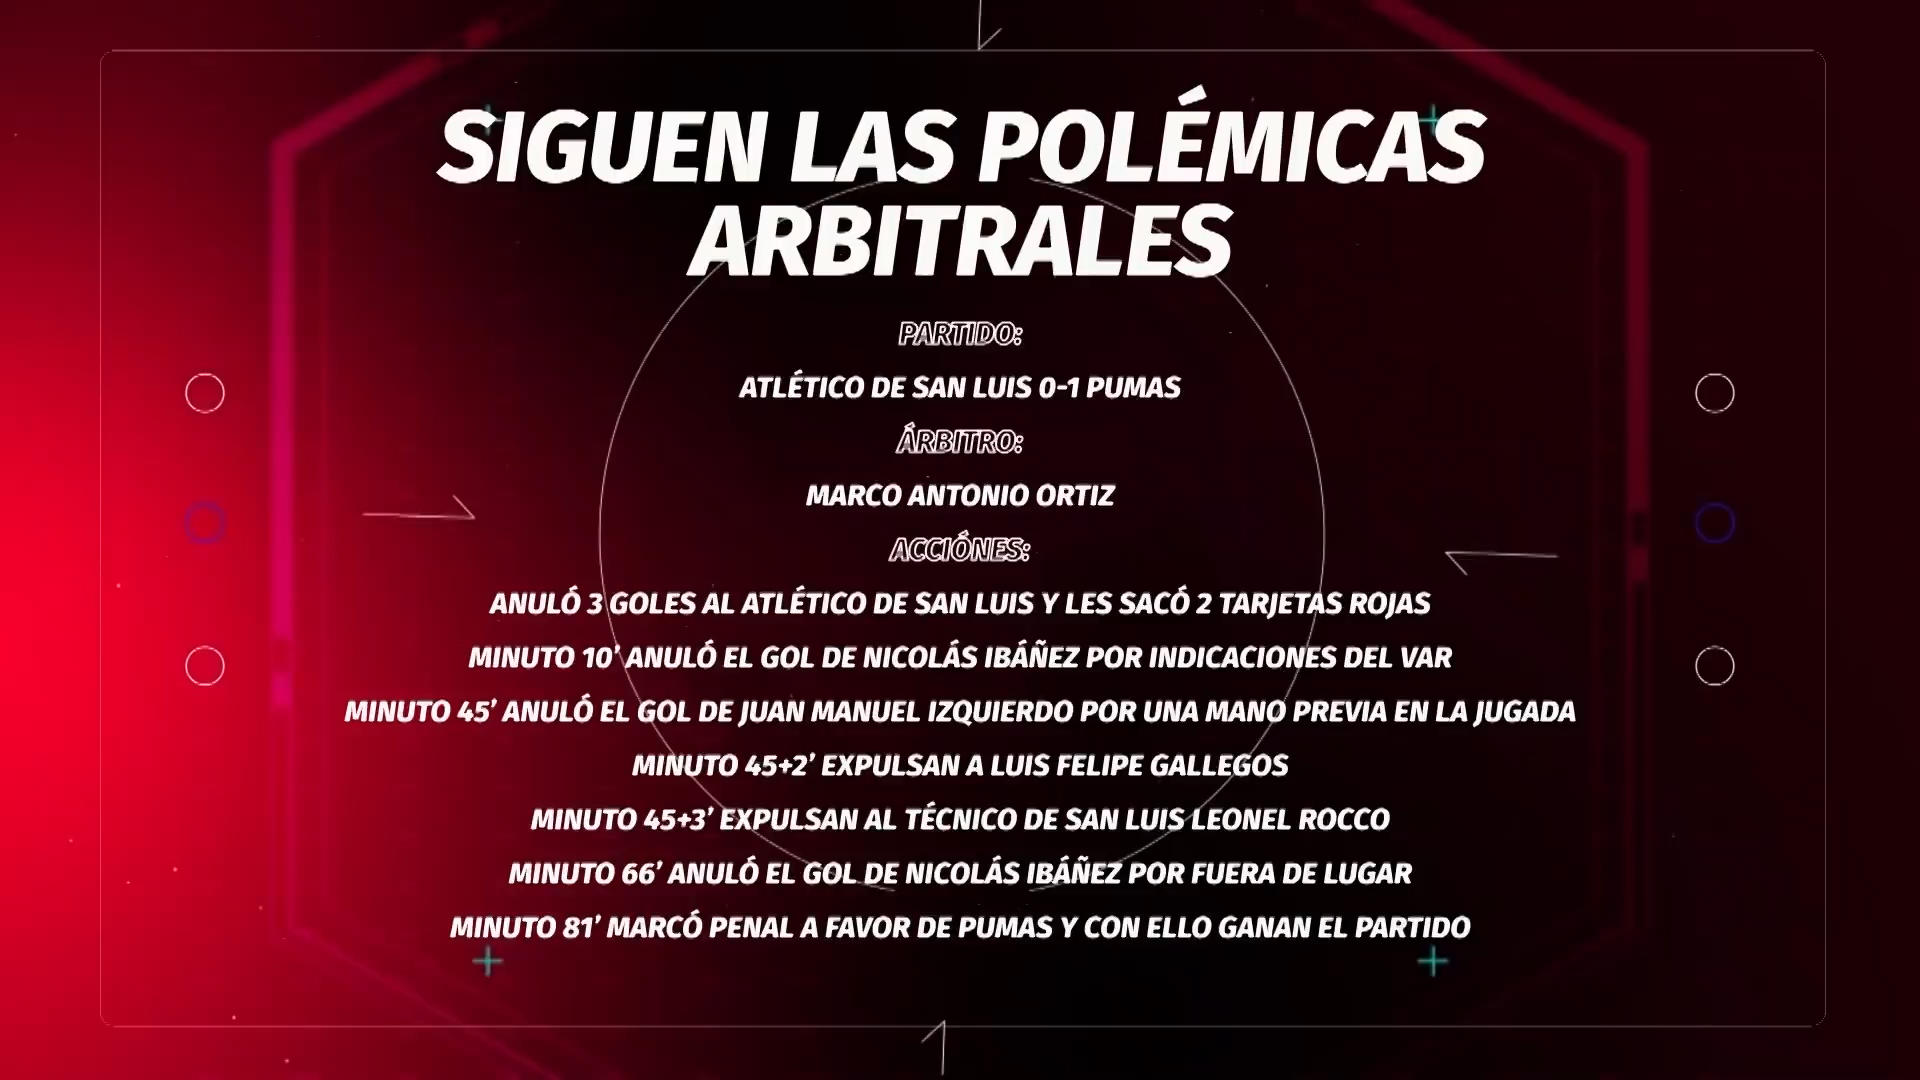 SIGUEN LAS POLÉMICAS
ARBITRALES
PARTIDO:
ATLÉTICO DE SAN LUIS 0-1 PUMAS
ÁRBITRO:
MARCO ANTONIO ORTIZ
ACCIÓNES:
ANULÓ 3 GOLES AL ATLÉTICO DE SAN LUIS Y LES SACÓ 2 TARJETAS ROJAS
MINUTO 10’ ANULÓ EL GOL DE NICOLÁS IBÁÑEZ POR INDICACIONES DEL VAR
MINUTO 45’ ANULÓ EL GOL DE JUAN MANUEL IZQUIERDO POR UNA MANO PREVIA EN LA JUGADA
MINUTO 45+2’ EXPULSAN A LUIS FELIPE GALLEGOS
MINUTO 45+3’ EXPULSAN AL TÉCNICO DE SAN LUIS LEONEL ROCCO
MINUTO 66’ ANULÓ EL GOL DE NICOLÁS IBÁÑEZ POR FUERA DE LUGAR
MINUTO 81’ MARCÓ PENAL A FAVOR DE PUMAS Y CON ELLO GANAN EL PARTIDO